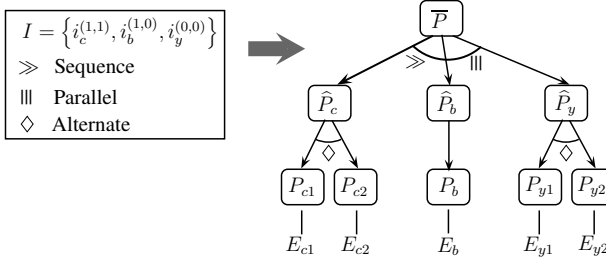 I = {i_c^{(1,1)}, i_b^{(1,0)}, i_y^{(0,0)}}
≫ Sequence
||| Parallel
◇ Alternate
P̅
≫ |||
P̂_c P̂_b P̂_y
◇ ◇
P_{c1} P_{c2} P_b P_{y1} P_{y2}
E_{c1} E_{c2} E_b E_{y1} E_{y2}